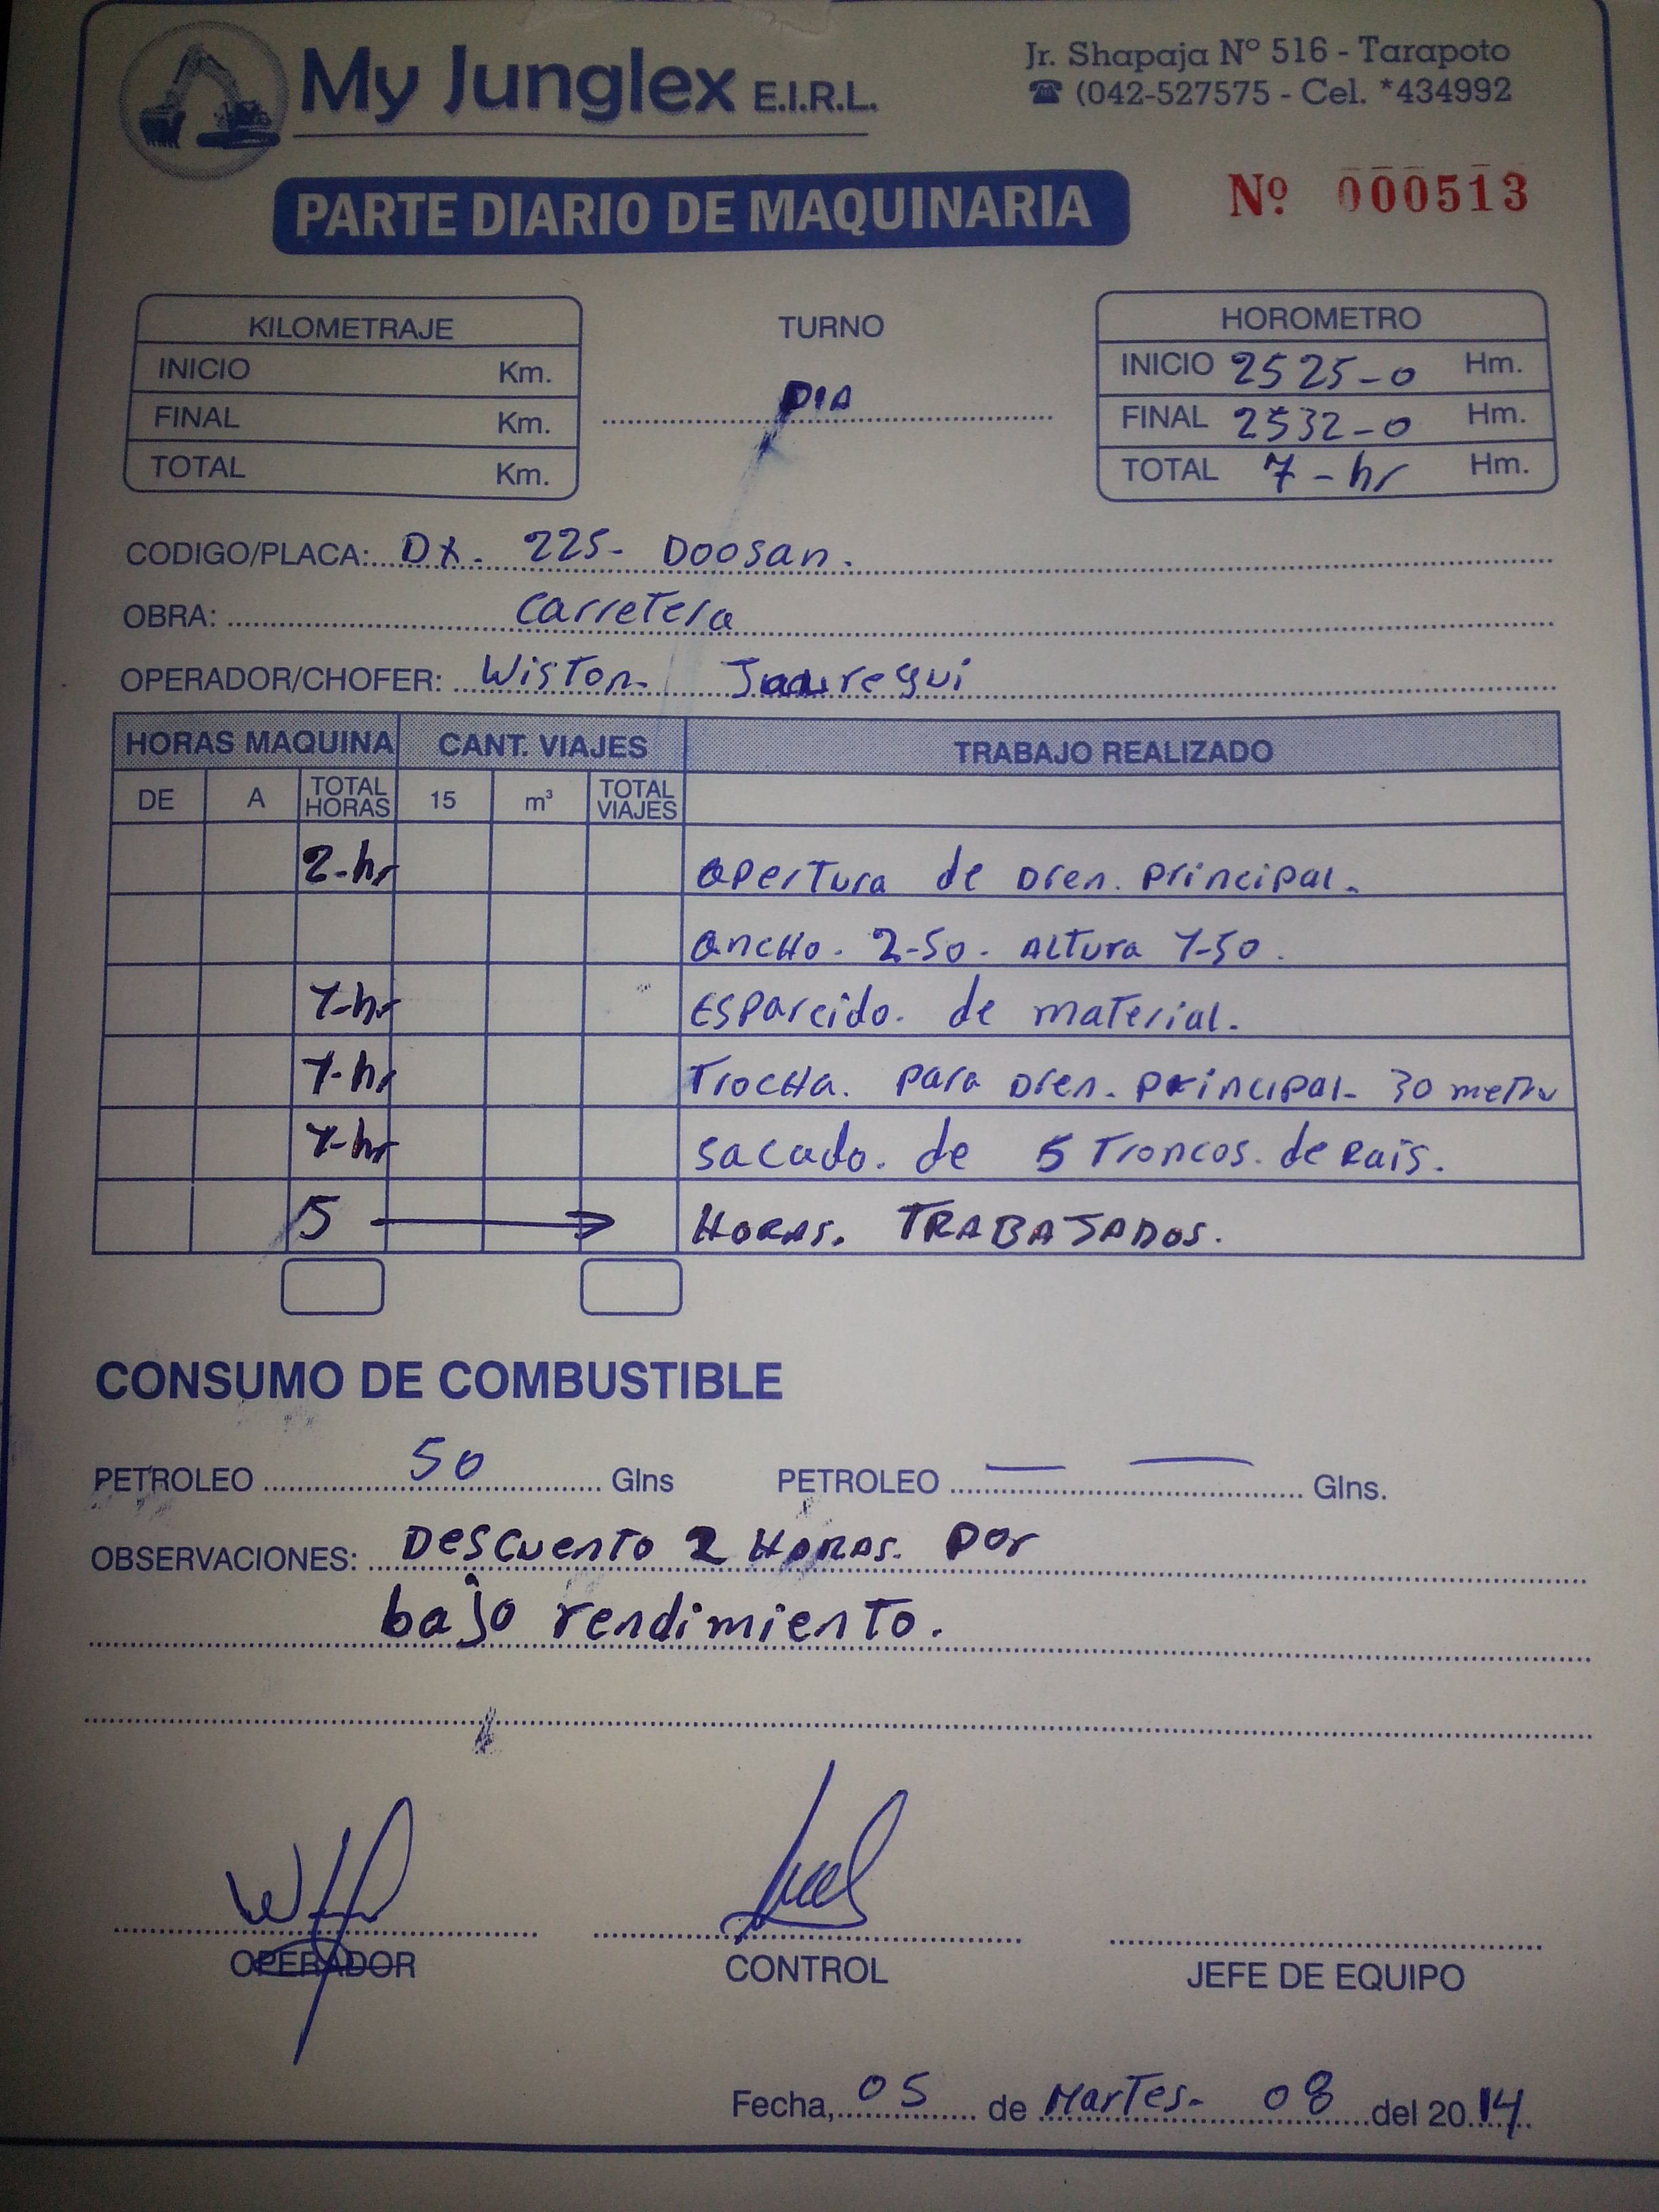 My Junglex E.I.R.L.
Jr. Shapaja Nº 516 - Tarapoto
☎ (042-527575 - Cel. *434992
PARTE DIARIO DE MAQUINARIA
Nº 000513
KILOMETRAJE
INICIO Km.
FINAL Km.
TOTAL Km.
TURNO
DIA
HOROMETRO
INICIO 2525-0 Hm.
FINAL 2532-0 Hm.
TOTAL 7-hr Hm.
CODIGO/PLACA: DX- 225- Doosan.
OBRA: carretera
OPERADOR/CHOFER: Wiston- Jauregui
HORAS MAQUINA CANT. VIAJES TRABAJO REALIZADO
DE A TOTAL HORAS 15 m³ TOTAL VIAJES
2-hr apertura de Dren. principal.
ancho. 2-50. Altura 1-50.
1-hr Esparcido. de material.
1-hr Trocha. para Dren. principal- 30 metro
1-hr sacado. de 5 Troncos. de Rais.
5 → HORAS. TRABAJADOS.
CONSUMO DE COMBUSTIBLE
PETROLEO 50 Glns PETROLEO — — Glns.
OBSERVACIONES: Descuento 2 HORAS. por
bajo rendimiento.
OPERADOR CONTROL JEFE DE EQUIPO
Fecha, 05 de Martes- 08 del 2014